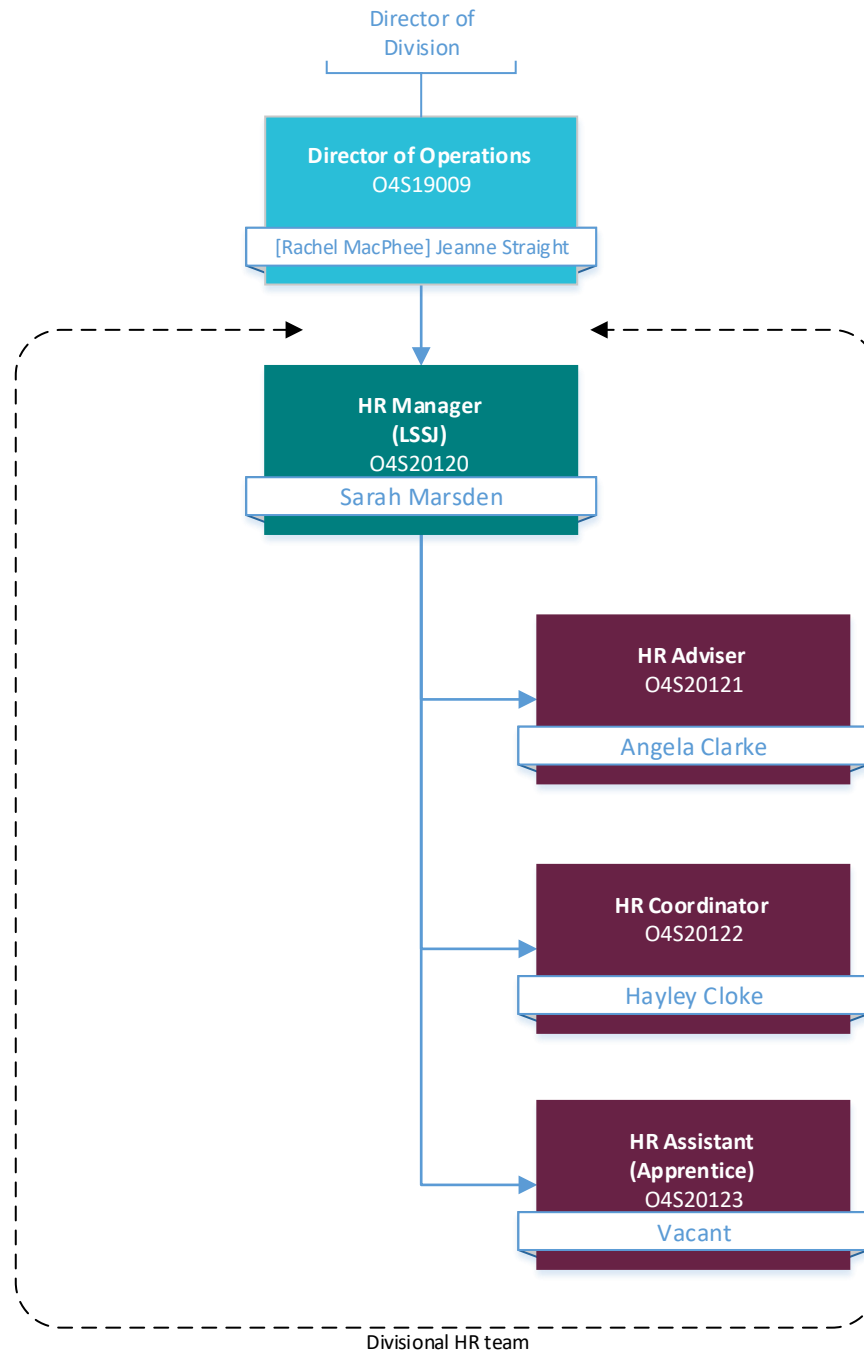 Director of
Division
Director of Operations
O4S19009
[Rachel MacPhee] Jeanne Straight
HR Manager
(LSSJ)
O4S20120
Sarah Marsden
HR Adviser
O4S20121
Angela Clarke
HR Coordinator
O4S20122
Hayley Cloke
HR Assistant
(Apprentice)
O4S20123
Vacant
Divisional HR team